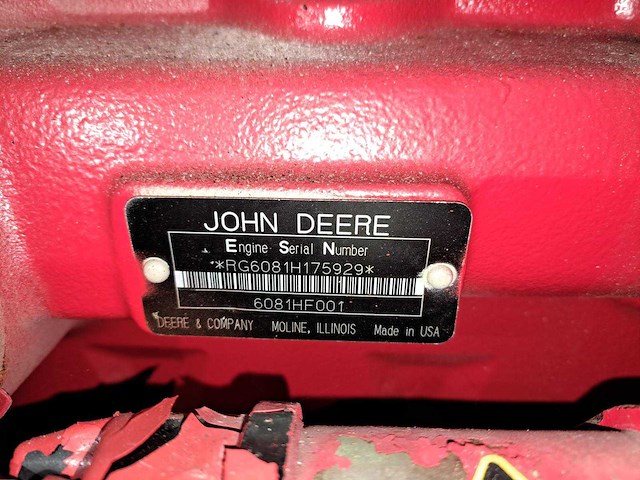 JOHN DEERE
Engine Serial Number
*RG6081H175929*
6081HF001
DEERE & COMPANY MOLINE, ILLINOIS Made in USA